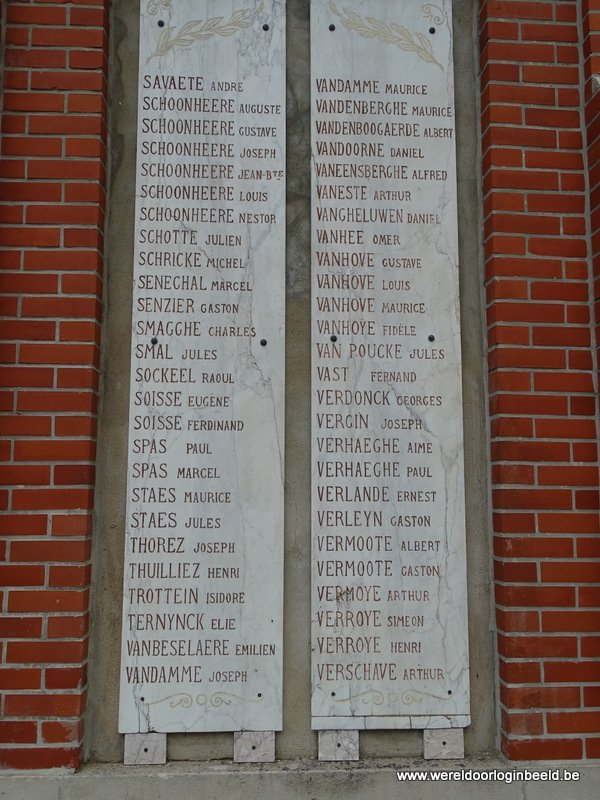 SAVAETE ANDRE
SCHOONHEERE AUGUSTE
SCHOONHEERE GUSTAVE
SCHOONHEERE JOSEPH
SCHOONHEERE JEAN-BTE
SCHOONHEERE LOUIS
SCHOONHEERE NESTOR
SCHOTTE JULIEN
SCHRICKE MICHEL
SENECHAL MARCEL
SENZIER GASTON
SMAGGHE CHARLES
SMAL JULES
SOCKEEL RAOUL
SOISSE EUGENE
SOISSE FERDINAND
SPAS PAUL
SPAS MARCEL
STAES MAURICE
STAES JULES
THOREZ JOSEPH
THUILLIEZ HENRI
TROTTEIN ISIDORE
TERNYNCK ELIE
VANBESELAERE EMILIEN
VANDAMME JOSEPH
VANDAMME MAURICE
VANDENBERGHE MAURICE
VANDENBOOGAERDE ALBERT
VANDOORNE DANIEL
VANEENSBERGHE ALFRED
VANESTE ARTHUR
VANGHELUWEN DANIEL
VANHEE OMER
VANHOVE GUSTAVE
VANHOVE LOUIS
VANHOVE MAURICE
VANHOYE FIDÈLE
VAN POUCKE JULES
VAST FERNAND
VERDONCK GEORGES
VERGIN JOSEPH
VERHAEGHE AIME
VERHAEGHE PAUL
VERLANDE ERNEST
VERLEYN GASTON
VERMOOTE ALBERT
VERMOOTE GASTON
VERMOYE ARTHUR
VERROYE SIMEON
VERROYE HENRI
VERSCHAVE ARTHUR
www.wereldoorloginbeeld.be